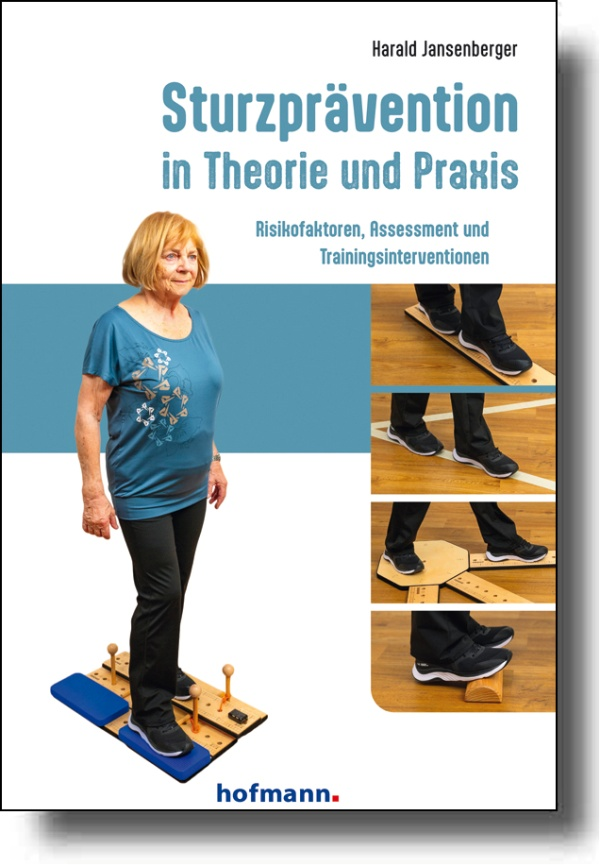 Harald Jansenberger
Sturzprävention
in Theorie und Praxis
Risikofaktoren, Assessment und
Trainingsinterventionen
hofmann.